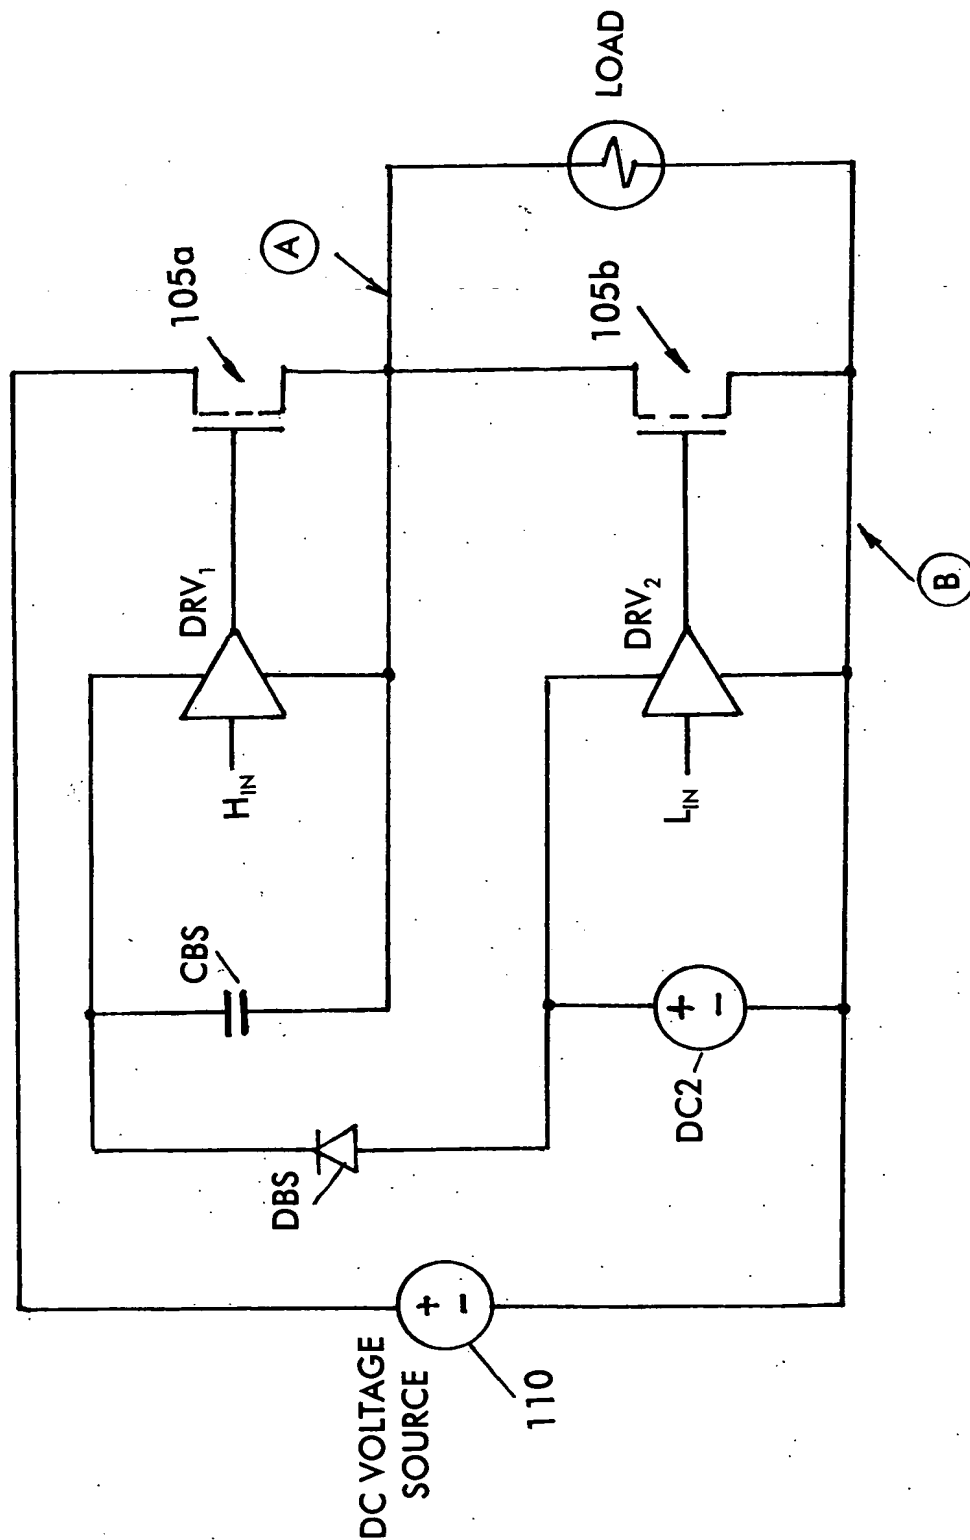 105a
A
DRV1
HIN
CBS
LOAD
105b
DBS
DRV2
LIN
B
DC VOLTAGE
SOURCE
+
-
110
DC2
+
-